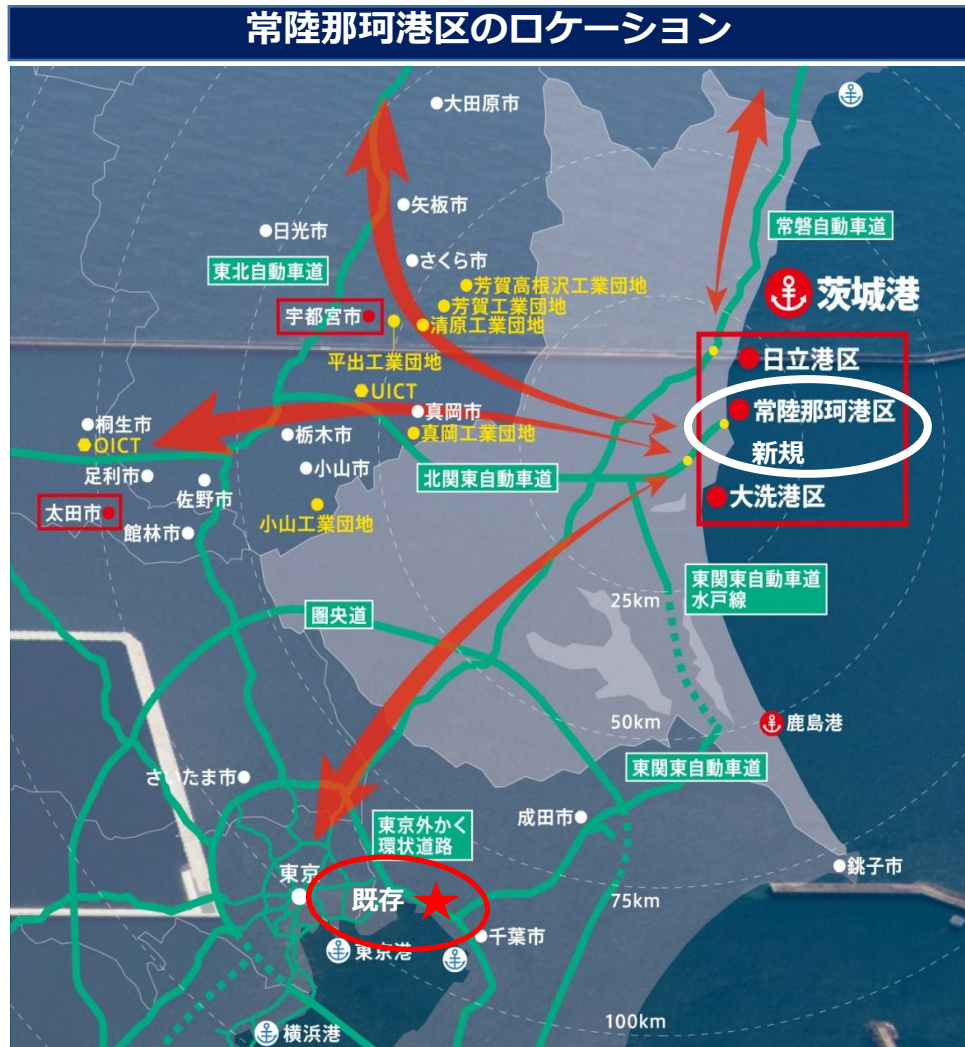 常陸那珂港区のロケーション
大田原市
矢板市
日光市
常磐自動車道
東北自動車道
さくら市
芳賀高根沢工業団地
茨城港
芳賀工業団地
宇都宮市
清原工業団地
平出工業団地
日立港区
UICT
真岡市
常陸那珂港区
桐生市
OICT
栃木市
真岡工業団地
新規
足利市
小山市
北関東自動車道
佐野市
大洗港区
太田市
館林市
小山工業団地
東関東自動車道
水戸線
25km
圏央道
50km
鹿島港
東関東自動車道
さいたま市
成田市
東京外かく
環状道路
銚子市
東京
既存
75km
千葉市
東京港
100km
横浜港